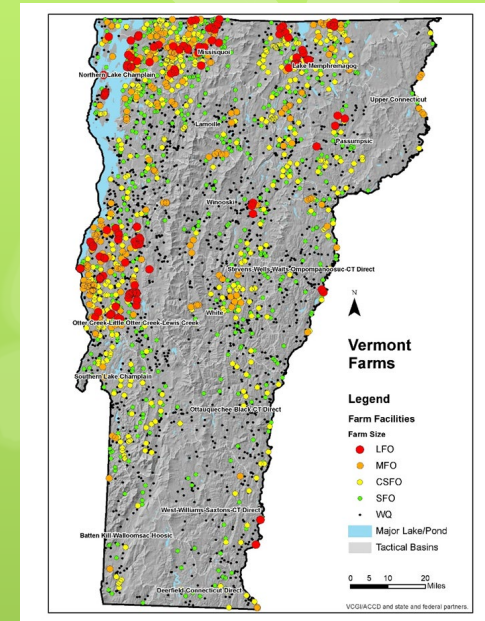 Missisquoi
Lake Memphremagog
Northern Lake Champlain
Upper Connecticut
Lamoille
Passumpsic
Winooski
Stevens-Wells-Waits-Ompompanoosuc-CT Direct
White
Otter Creek-Little Otter Creek-Lewis Creek
Southern Lake Champlain
Ottauquechee-Black-CT Direct
West-Williams-Saxtons-CT Direct
Batten Kill-Walloomsac-Hoosic
Deerfield-Connecticut Direct
N
Vermont
Farms
Legend
Farm Facilities
Farm Size
LFO
MFO
CSFO
SFO
WQ
Major Lake/Pond
Tactical Basins
0 5 10 20
Miles
VCGI/ACCD and state and federal partners.